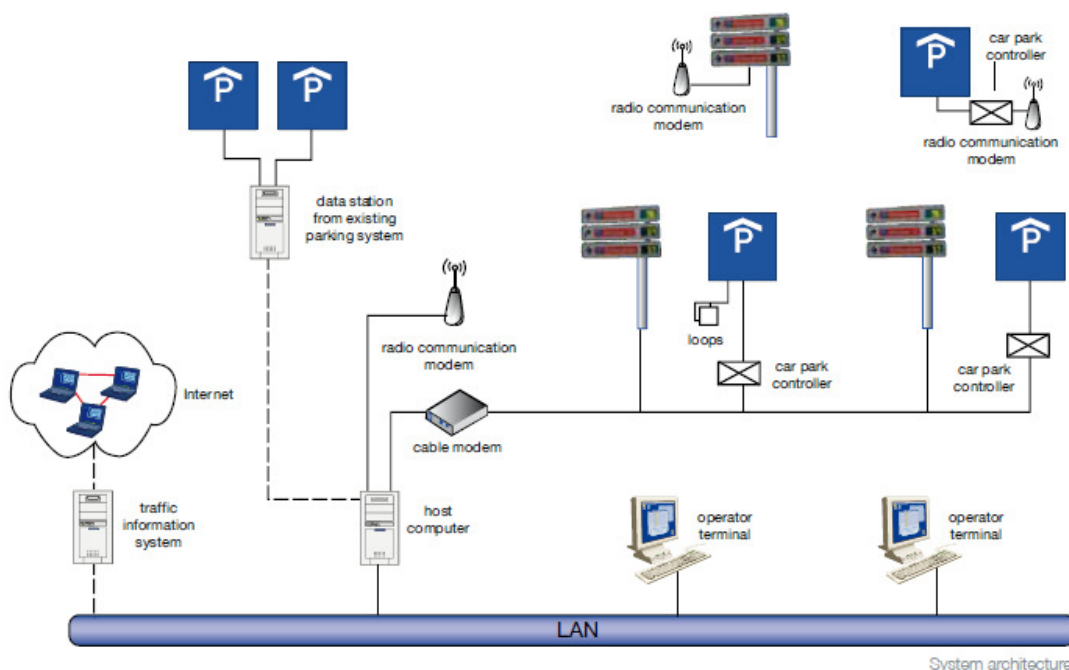 car park
controller
P
P
P
P
radio communication
modem
radio communication
modem
data station
from existing
parking system
P
P
loops
radio communication
modem
car park
controller
car park
controller
Internet
cable modem
traffic
information
system
host
computer
operator
terminal
operator
terminal
LAN
System architecture